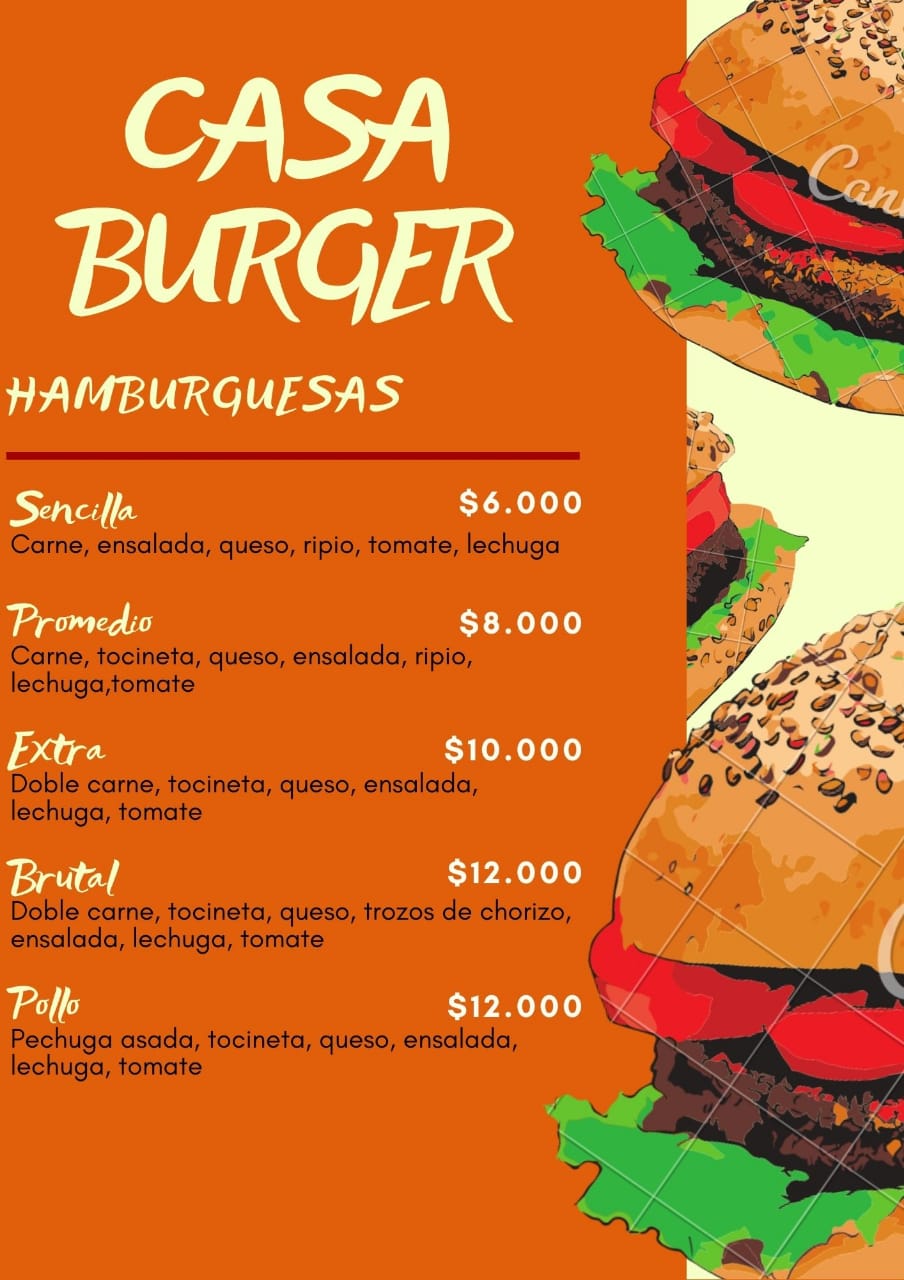 CASA
BURGER
HAMBURGUESAS
Sencilla $6.000
Carne, ensalada, queso, ripio, tomate, lechuga
Promedio $8.000
Carne, tocineta, queso, ensalada, ripio,
lechuga,tomate
Extra $10.000
Doble carne, tocineta, queso, ensalada,
lechuga, tomate
Brutal $12.000
Doble carne, tocineta, queso, trozos de chorizo,
ensalada, lechuga, tomate
Pollo $12.000
Pechuga asada, tocineta, queso, ensalada,
lechuga, tomate